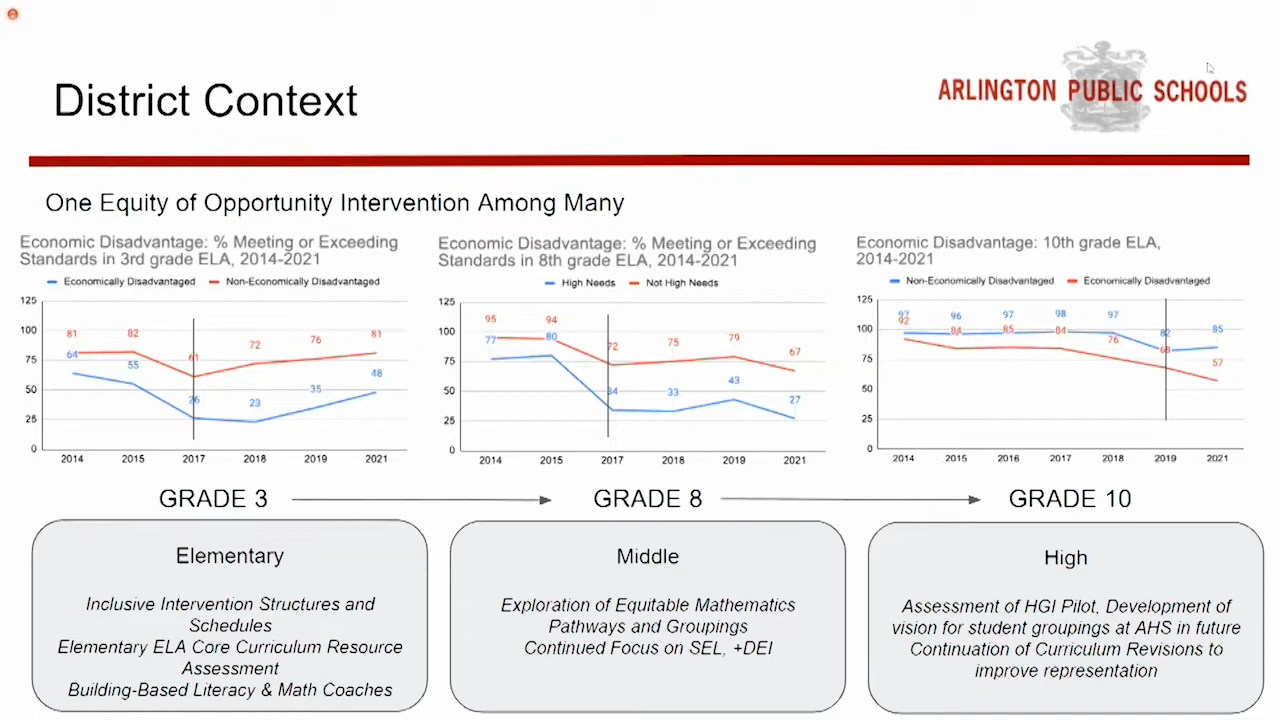 District Context
ARLINGTON PUBLIC SCHOOLS
One Equity of Opportunity Intervention Among Many
Economic Disadvantage: % Meeting or Exceeding
Standards in 3rd grade ELA, 2014-2021
Economically Disadvantaged
Non-Economically Disadvantaged
125
100
75
50
25
0
81
82
61
72
76
81
64
55
26
23
35
48
2014
2015
2017
2018
2019
2021
Economic Disadvantage: % Meeting or Exceeding
Standards in 8th grade ELA, 2014-2021
High Needs
Not High Needs
125
100
75
50
25
0
95
94
72
75
79
67
77
80
34
33
43
27
2014
2015
2017
2018
2019
2021
Economic Disadvantage: 10th grade ELA,
2014-2021
Non-Economically Disadvantaged
Economically Disadvantaged
125
100
75
50
25
0
97
96
97
98
97
82
85
92
84
85
84
76
68
57
2014
2015
2016
2017
2018
2019
2021
GRADE 3
GRADE 8
GRADE 10
Elementary
Inclusive Intervention Structures and
Schedules
Elementary ELA Core Curriculum Resource
Assessment
Building-Based Literacy & Math Coaches
Middle
Exploration of Equitable Mathematics
Pathways and Groupings
Continued Focus on SEL, +DEI
High
Assessment of HGI Pilot, Development of
vision for student groupings at AHS in future
Continuation of Curriculum Revisions to
improve representation